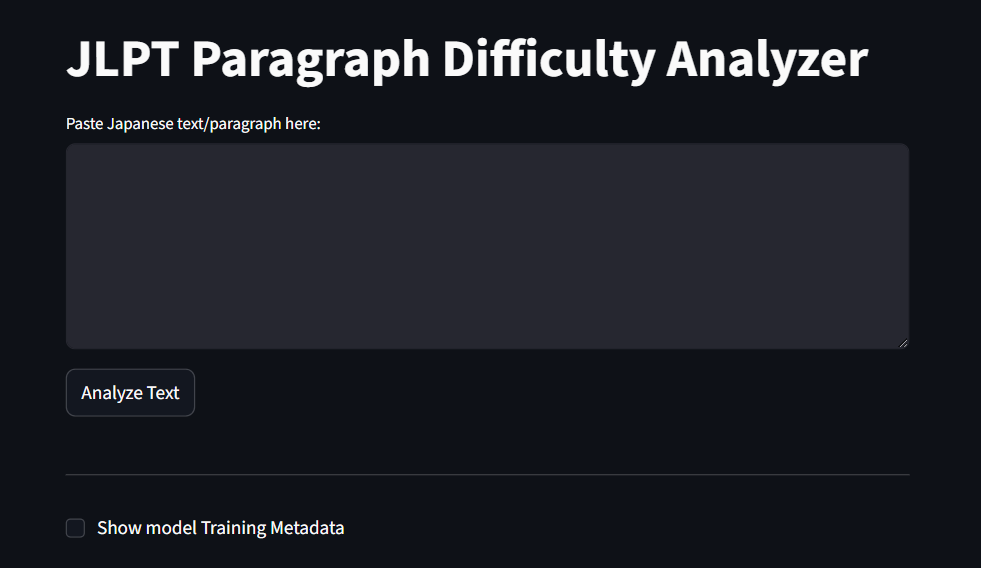 JLPT Paragraph Difficulty Analyzer
Paste Japanese text/paragraph here:
Analyze Text
Show model Training Metadata